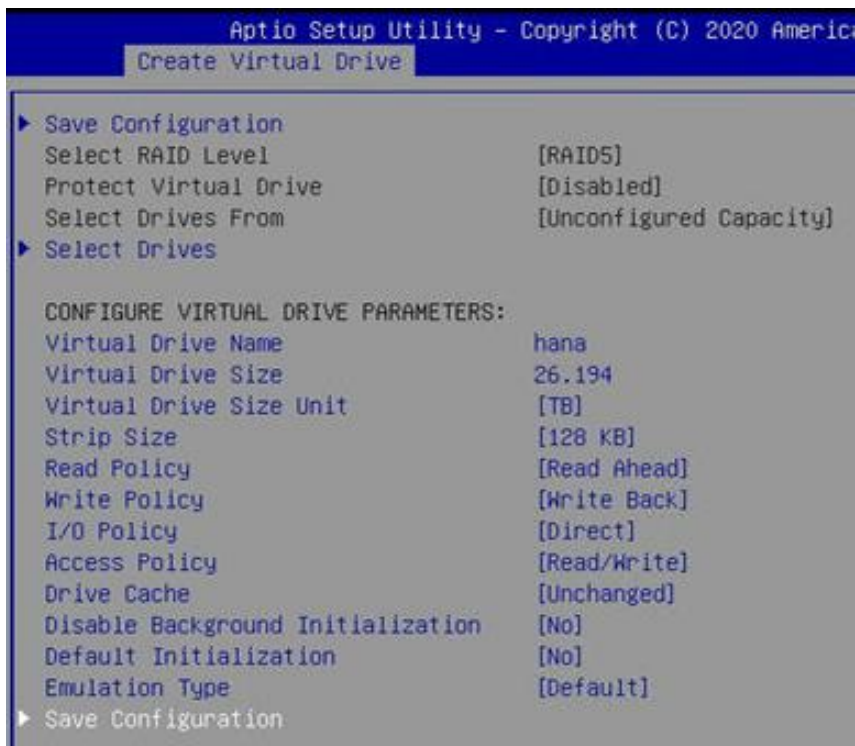 Aptio Setup Utility – Copyright (C) 2020 America
Create Virtual Drive
Save Configuration
Select RAID Level [RAID5]
Protect Virtual Drive [Disabled]
Select Drives From [Unconfigured Capacity]
Select Drives
CONFIGURE VIRTUAL DRIVE PARAMETERS:
Virtual Drive Name hana
Virtual Drive Size 26.194
Virtual Drive Size Unit [TB]
Strip Size [128 KB]
Read Policy [Read Ahead]
Write Policy [Write Back]
I/O Policy [Direct]
Access Policy [Read/Write]
Drive Cache [Unchanged]
Disable Background Initialization [No]
Default Initialization [No]
Emulation Type [Default]
Save Configuration